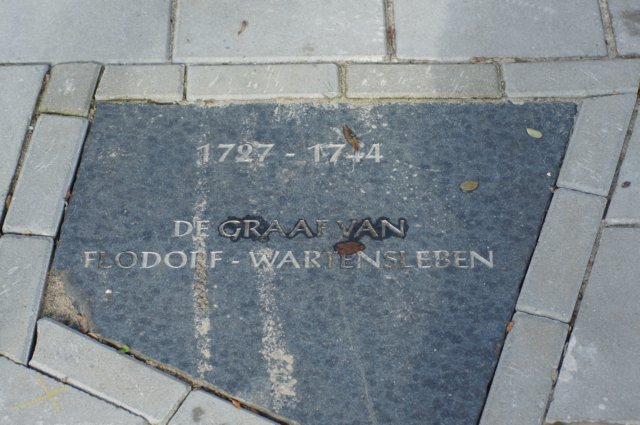 1727 - 1744
DE GRAAF VAN
FLODORF - WARTENSLEBEN